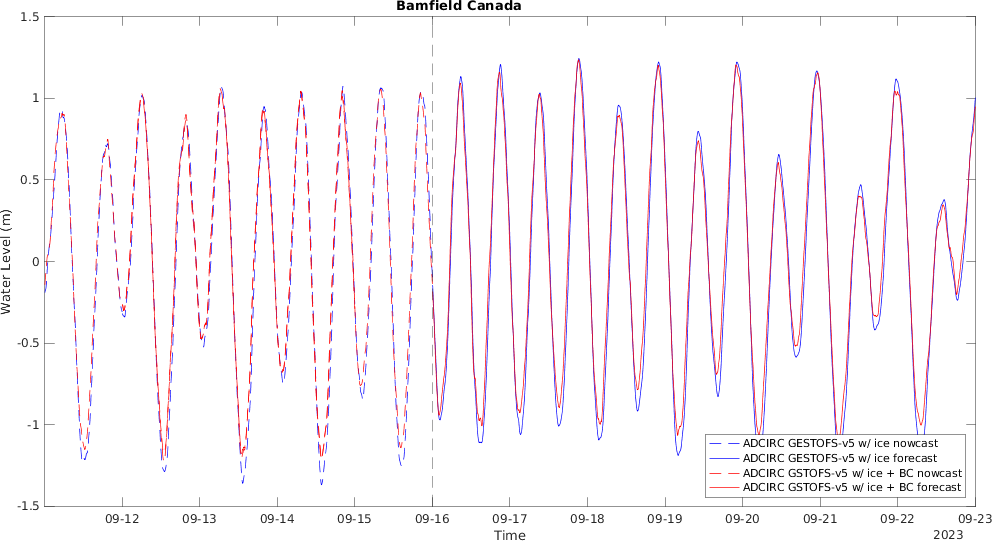 Bamfield Canada
1.5
1
0.5
0
-0.5
-1
-1.5
Water Level (m)
ADCIRC GESTOFS-v5 w/ ice nowcast
ADCIRC GESTOFS-v5 w/ ice forecast
ADCIRC GSTOFS-v5 w/ ice + BC nowcast
ADCIRC GSTOFS-v5 w/ ice + BC forecast
09-12 09-13 09-14 09-15 09-16 09-17 09-18 09-19 09-20 09-21 09-22 09-23
Time
2023